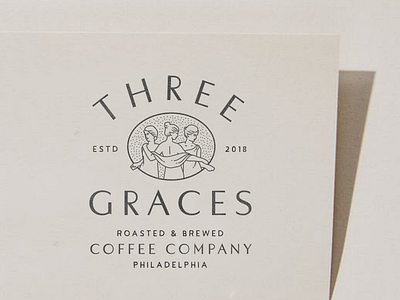 THREE
ESTD 2018
GRACES
ROASTED & BREWED
COFFEE COMPANY
PHILADELPHIA